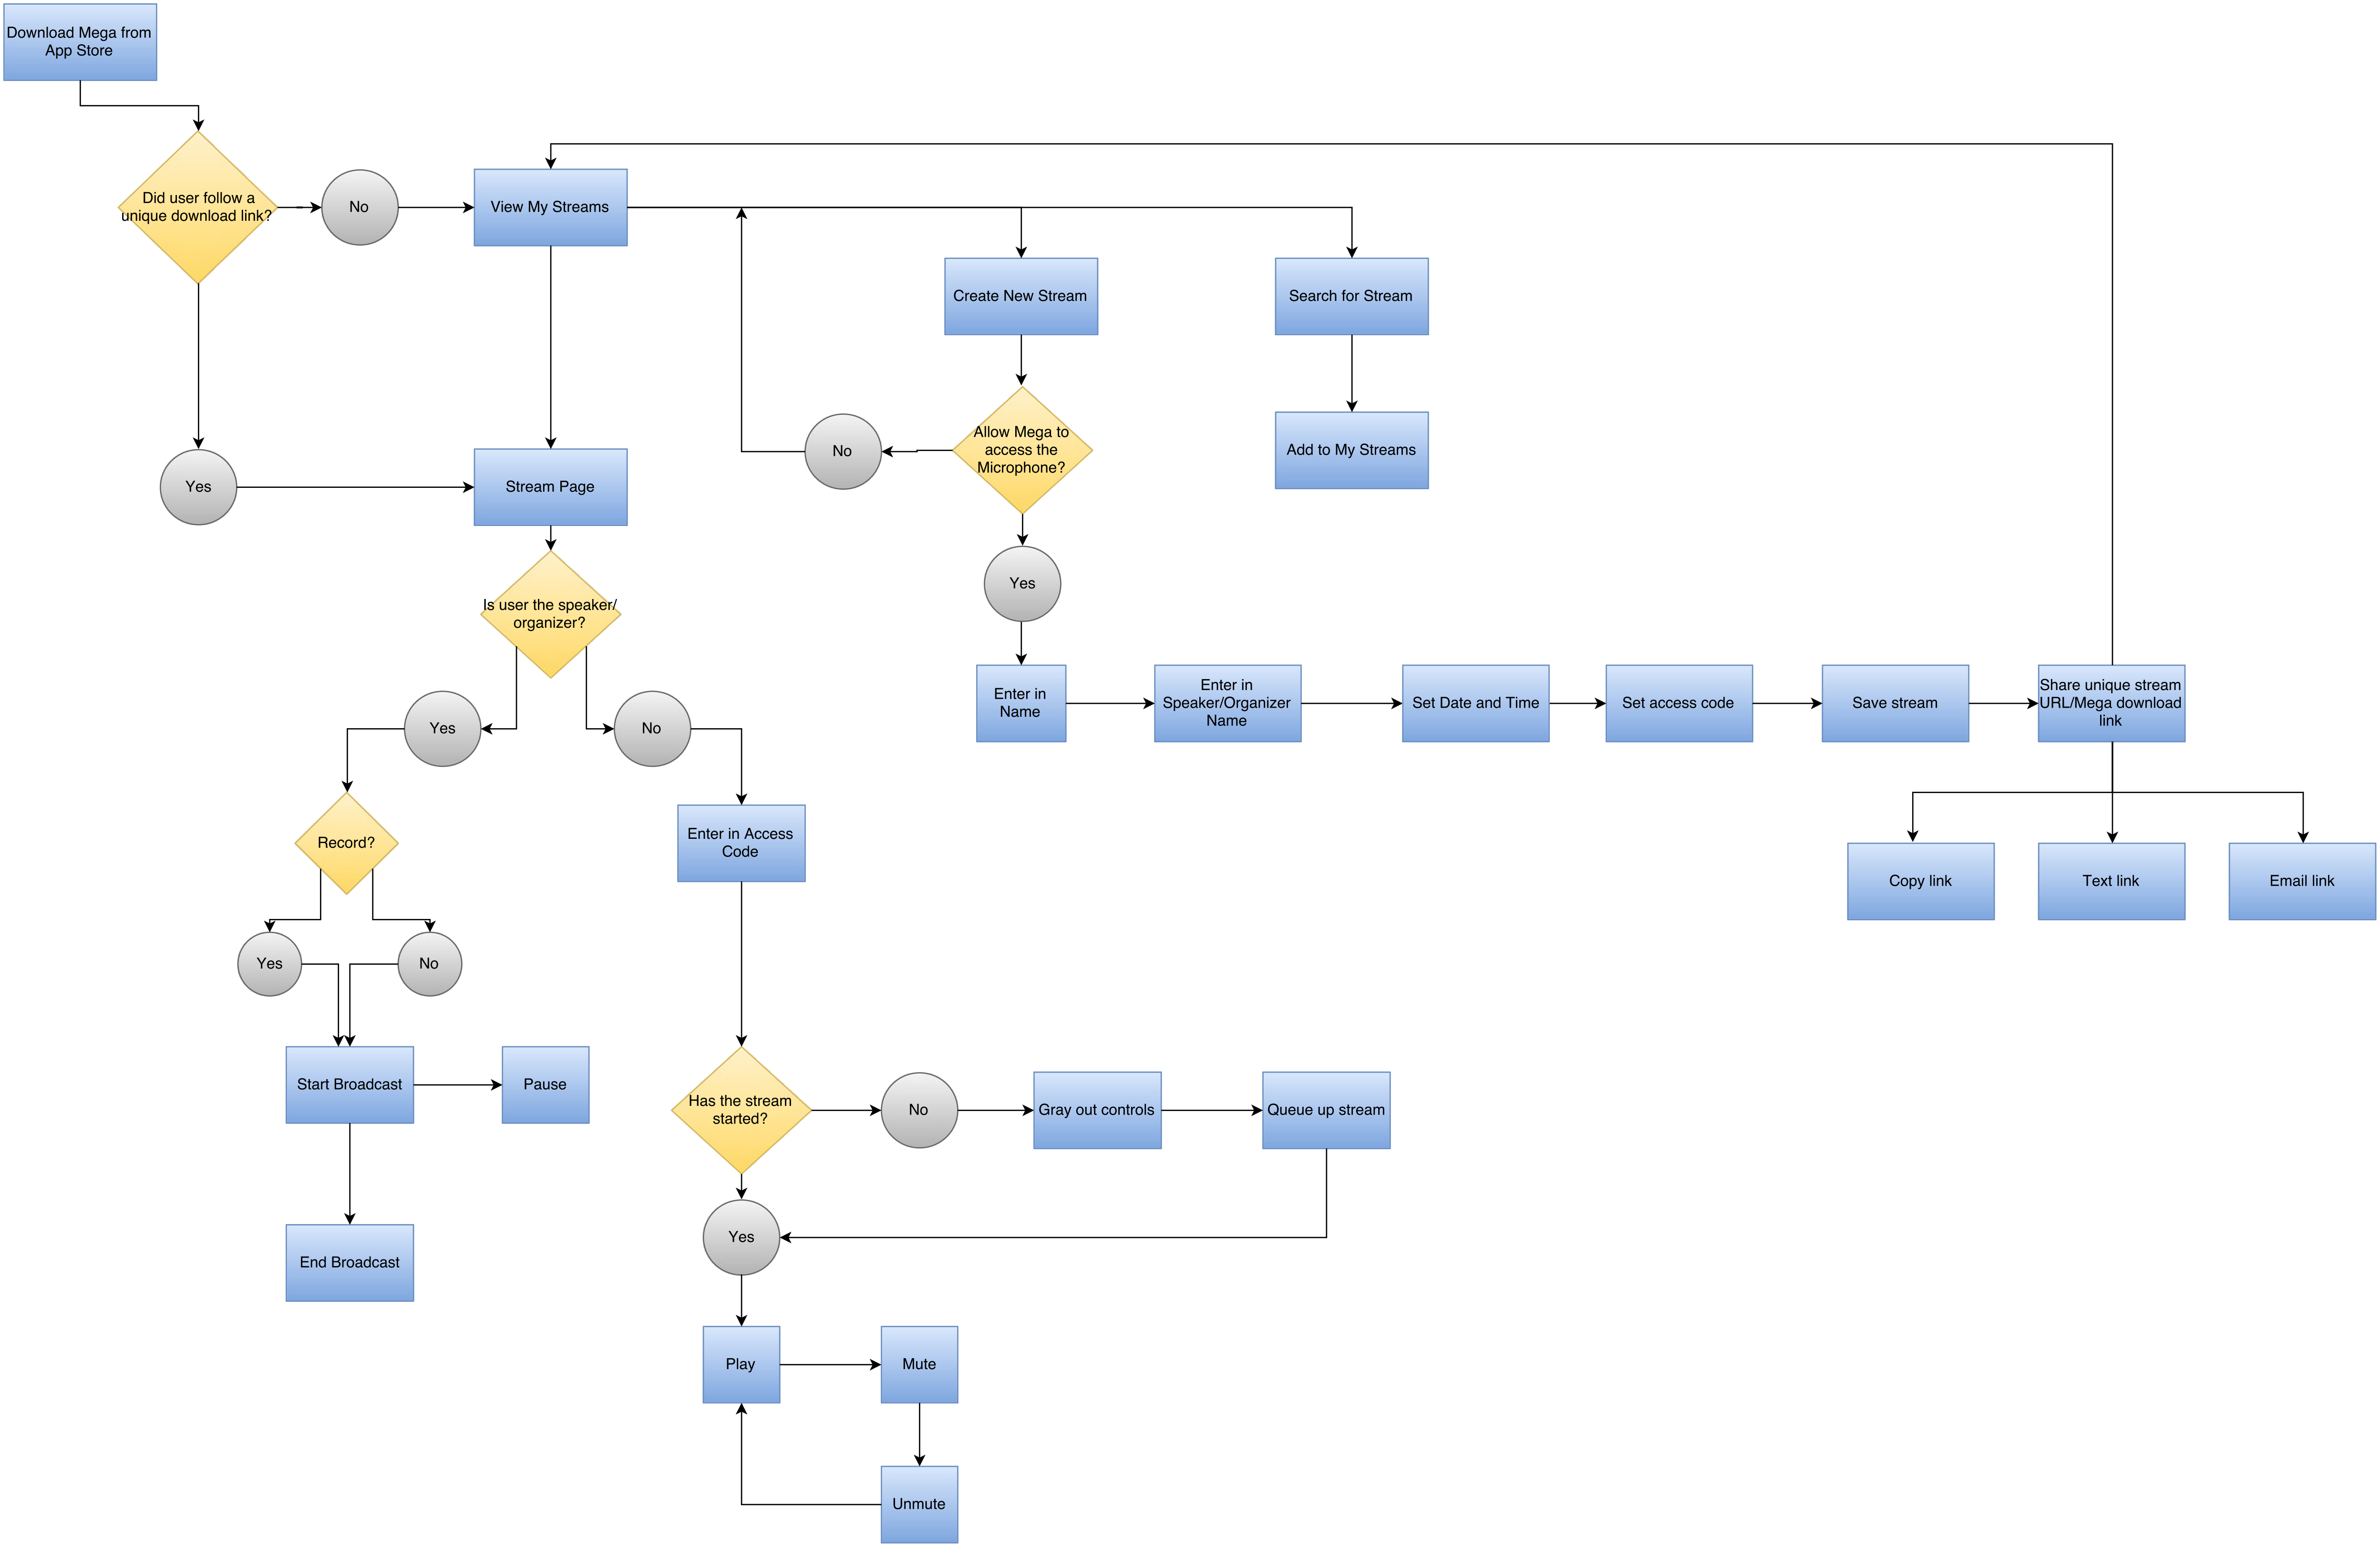 Download Mega from
App Store
Did user follow a
unique download link?
No
View My Streams
Create New Stream
Search for Stream
Allow Mega to
access the
Microphone?
No
Add to My Streams
Yes
Stream Page
Yes
Is user the speaker/
organizer?
Enter in
Name
Enter in
Speaker/Organizer
Name
Set Date and Time
Set access code
Save stream
Share unique stream
URL/Mega download
link
Yes
No
Record?
Enter in Access
Code
Copy link
Text link
Email link
Yes
No
Start Broadcast
Pause
Has the stream
started?
No
Gray out controls
Queue up stream
Yes
End Broadcast
Play
Mute
Unmute